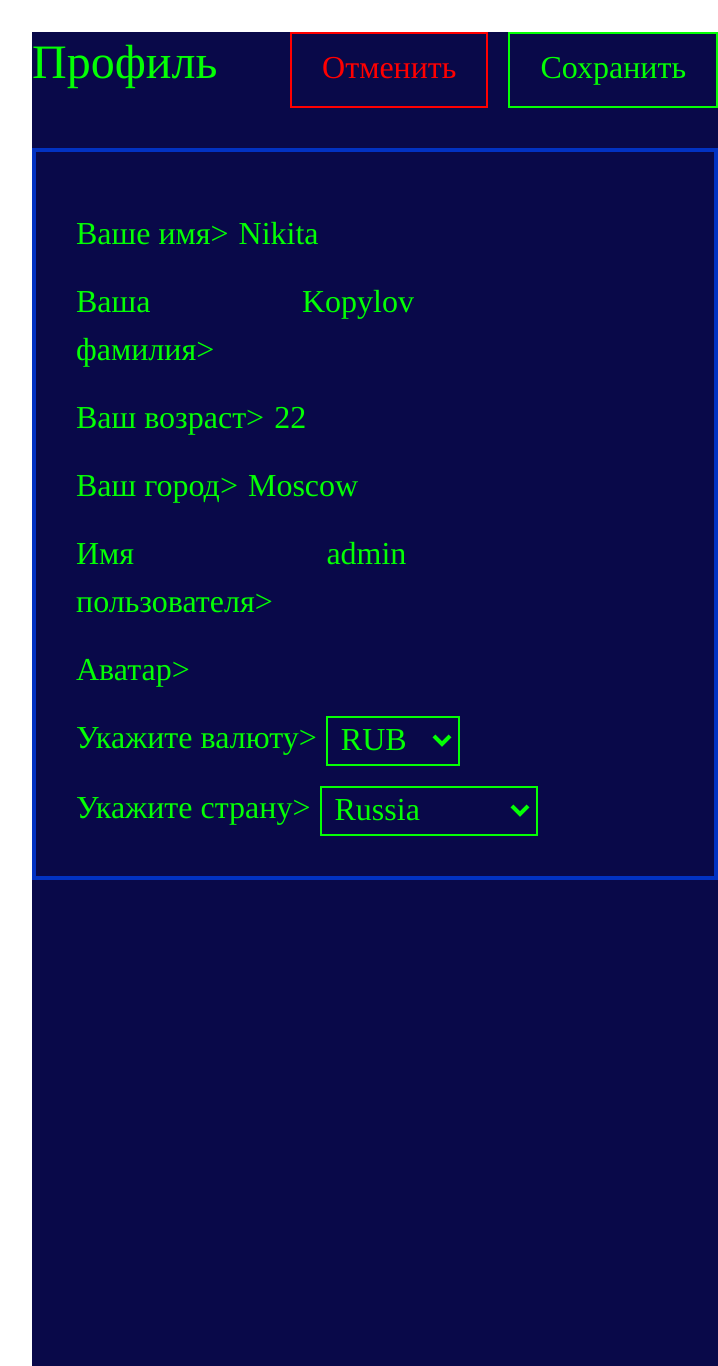 Профиль Отменить Сохранить
Ваше имя> Nikita
Ваша Kopylov
фамилия>
Ваш возраст> 22
Ваш город> Moscow
Имя admin
пользователя>
Аватар>
Укажите валюту> RUB
Укажите страну> Russia